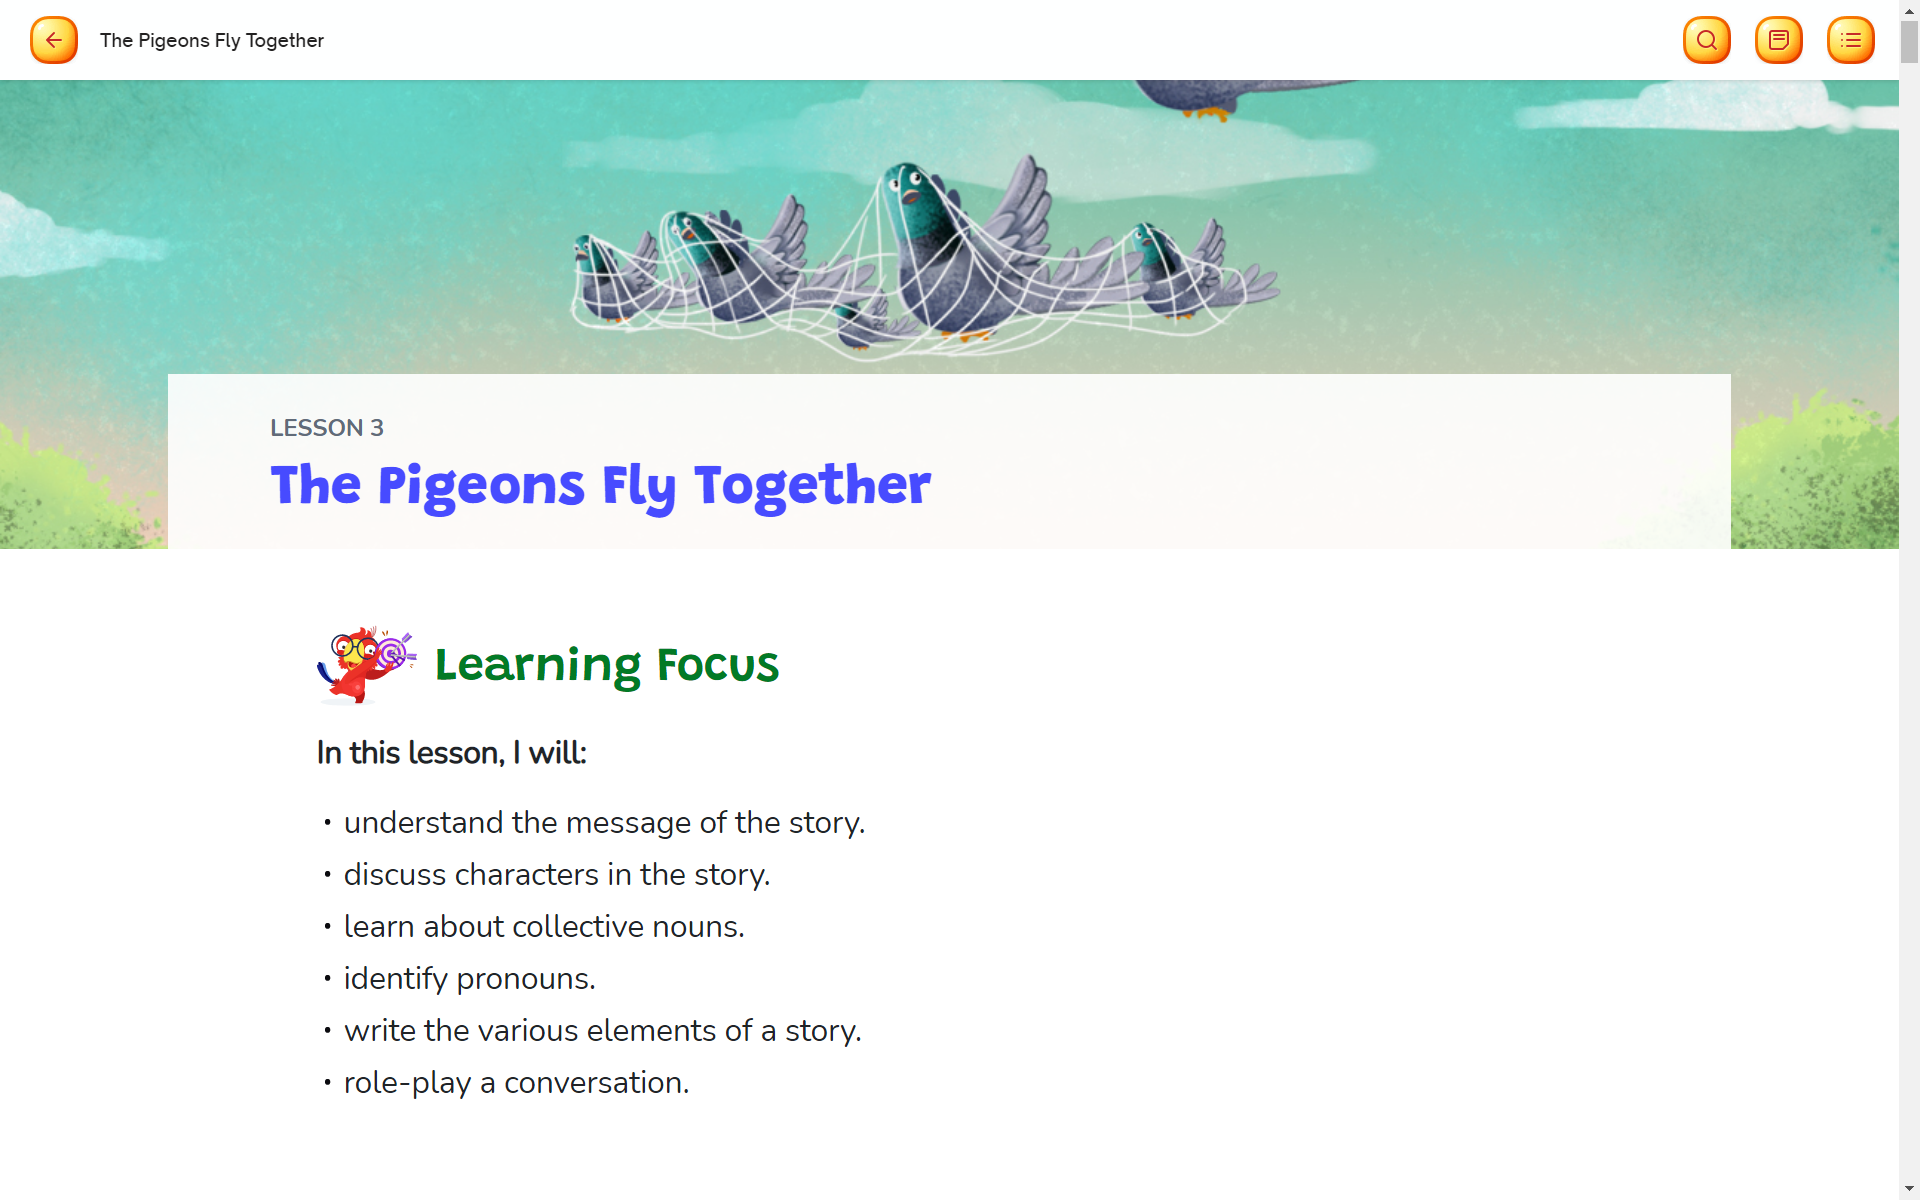 The Pigeons Fly Together
LESSON 3
The Pigeons Fly Together
Learning Focus
In this lesson, I will:
• understand the message of the story.
• discuss characters in the story.
• learn about collective nouns.
• identify pronouns.
• write the various elements of a story.
• role-play a conversation.